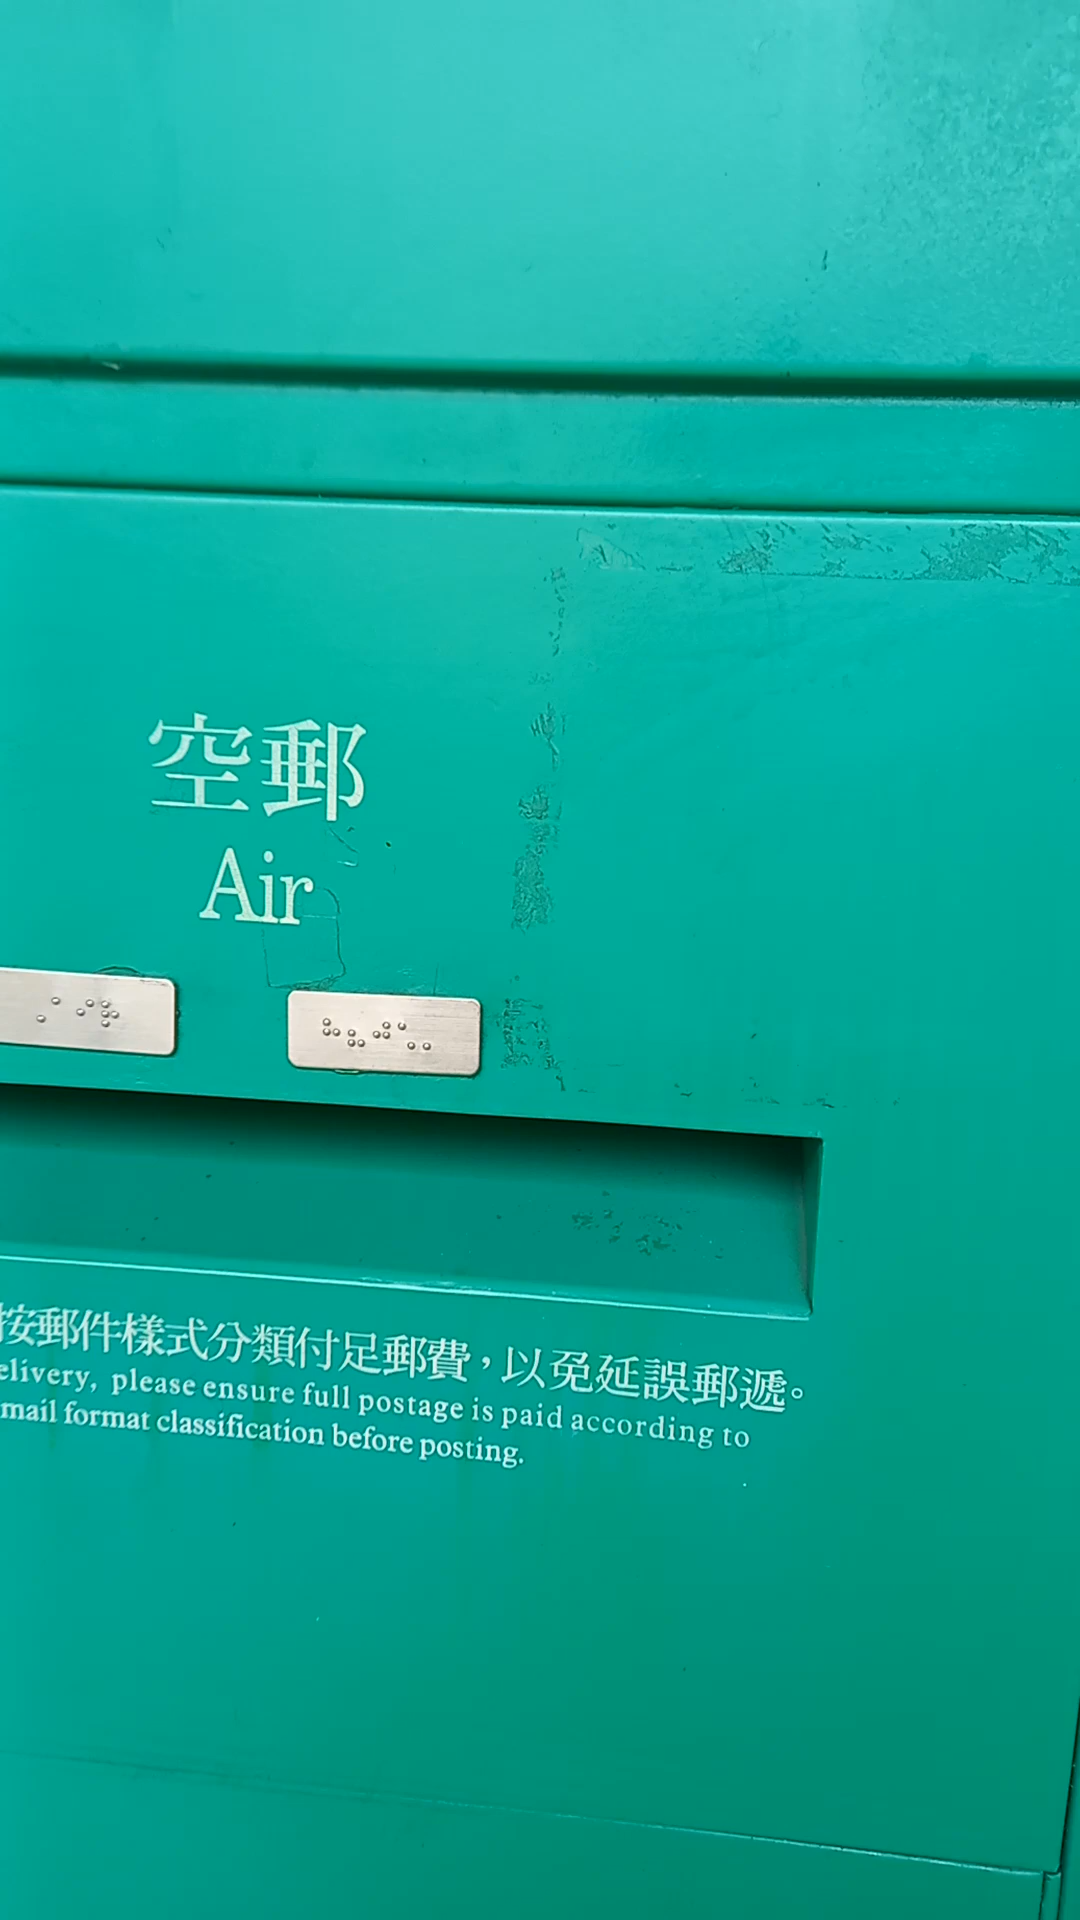 空郵
Air
按郵件樣式分類付足郵費，以免延誤郵遞。
elivery, please ensure full postage is paid according to
mail format classification before posting.